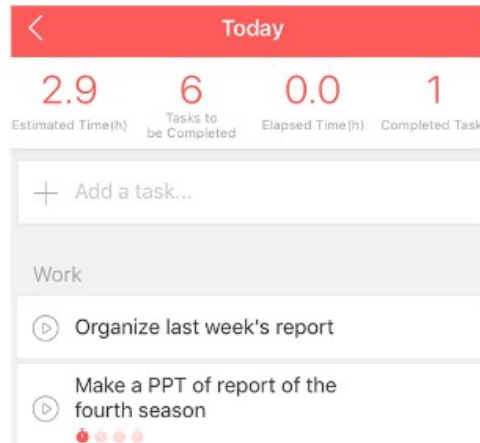 Today
2.9 6 0.0 1
Estimated Time(h) Tasks to be Completed Elapsed Time(h) Completed Task
Add a task...
Work
Organize last week's report
Make a PPT of report of the
fourth season